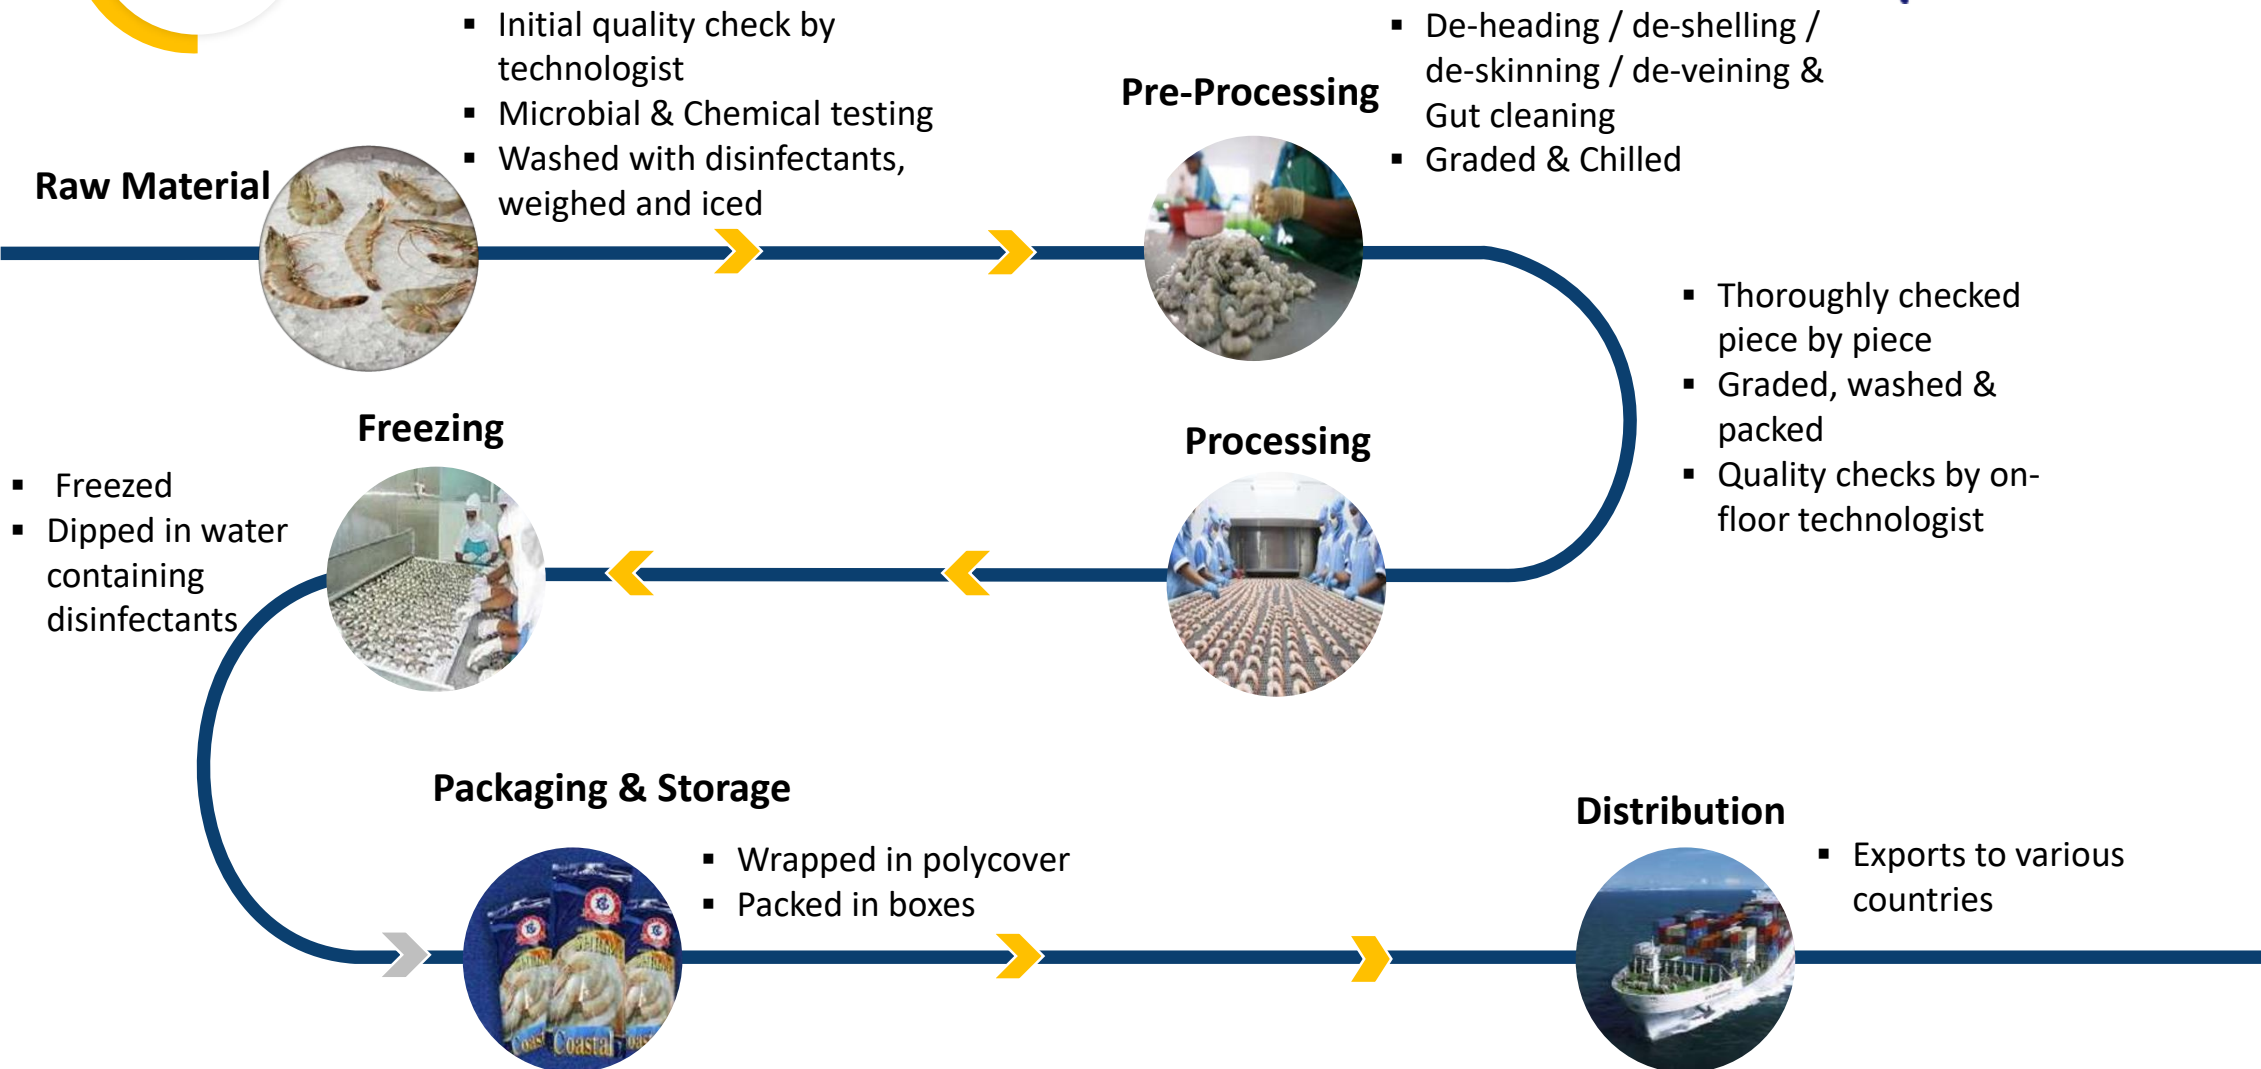 Raw Material
▪ Initial quality check by
technologist
▪ Microbial & Chemical testing
▪ Washed with disinfectants,
weighed and iced
Pre-Processing
▪ De-heading / de-shelling /
de-skinning / de-veining &
Gut cleaning
▪ Graded & Chilled
Processing
▪ Thoroughly checked
piece by piece
▪ Graded, washed &
packed
▪ Quality checks by on-
floor technologist
Freezing
▪ Freezed
▪ Dipped in water
containing
disinfectants
Packaging & Storage
▪ Wrapped in polycover
▪ Packed in boxes
Coastal
Distribution
▪ Exports to various
countries